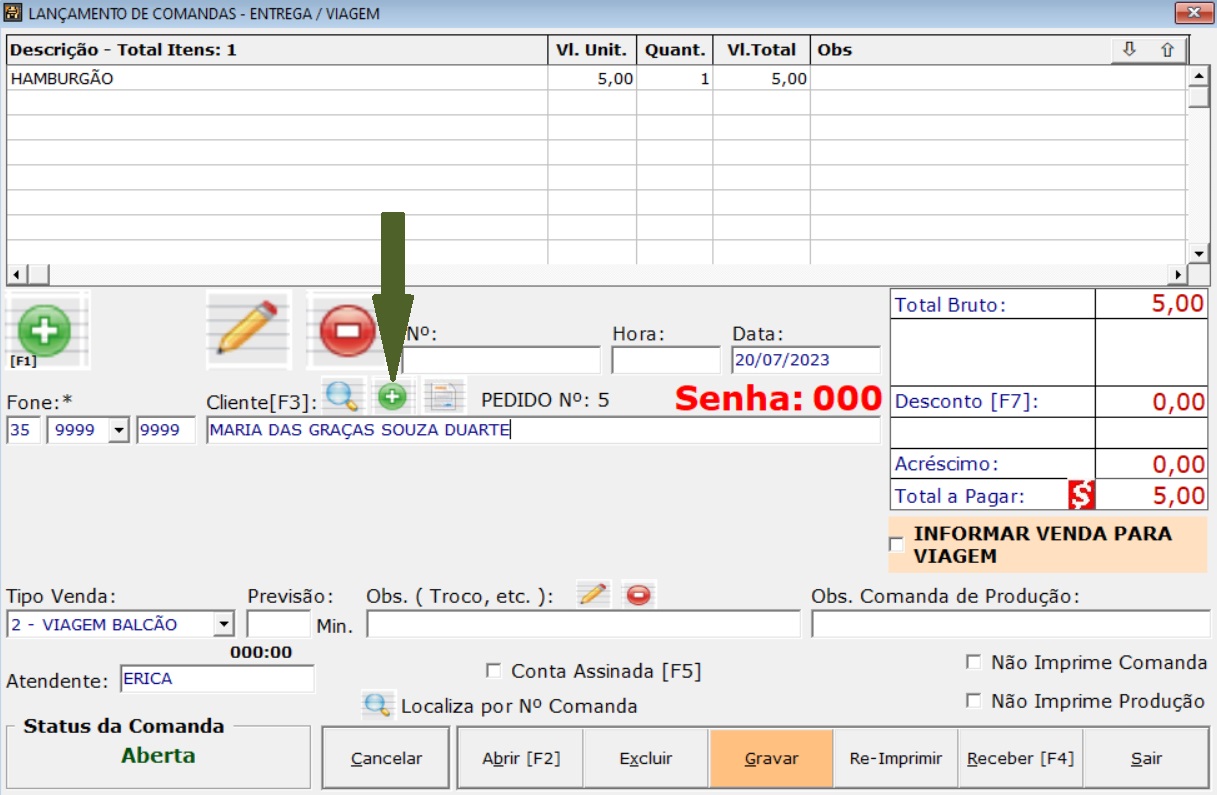 LANÇAMENTO DE COMANDAS - ENTREGA / VIAGEM
Descrição - Total Itens: 1 Vl. Unit. Quant. Vl.Total Obs
HAMBURGÃO 5,00 1 5,00
[F1]
Nº: Hora: Data:
20/07/2023
Fone:* Cliente[F3]: PEDIDO Nº: 5 Senha: 000
35 9999 9999 MARIA DAS GRAÇAS SOUZA DUARTE
Total Bruto: 5,00
Desconto [F7]: 0,00
Acréscimo: 0,00
Total a Pagar: $ 5,00
INFORMAR VENDA PARA
VIAGEM
Tipo Venda: Previsão: Obs. ( Troco, etc. ): Obs. Comanda de Produção:
2 - VIAGEM BALCÃO Min.
000:00
Atendente: ERICA
Conta Assinada [F5]
Não Imprime Comanda
Localiza por Nº Comanda
Não Imprime Produção
Status da Comanda
Aberta
Cancelar Abrir [F2] Excluir Gravar Re-Imprimir Receber [F4] Sair